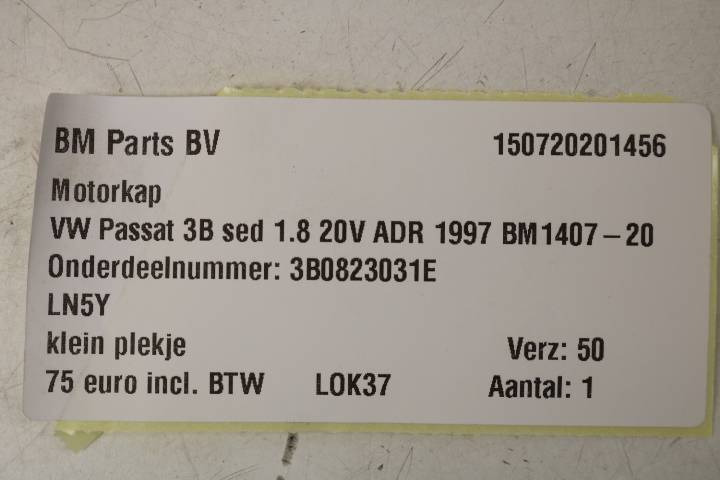 BM Parts BV 150720201456
Motorkap
VW Passat 3B sed 1.8 20V ADR 1997 BM1407-20
Onderdeelnummer: 3B0823031E
LN5Y
klein plekje Verz: 50
75 euro incl. BTW LOK37 Aantal: 1